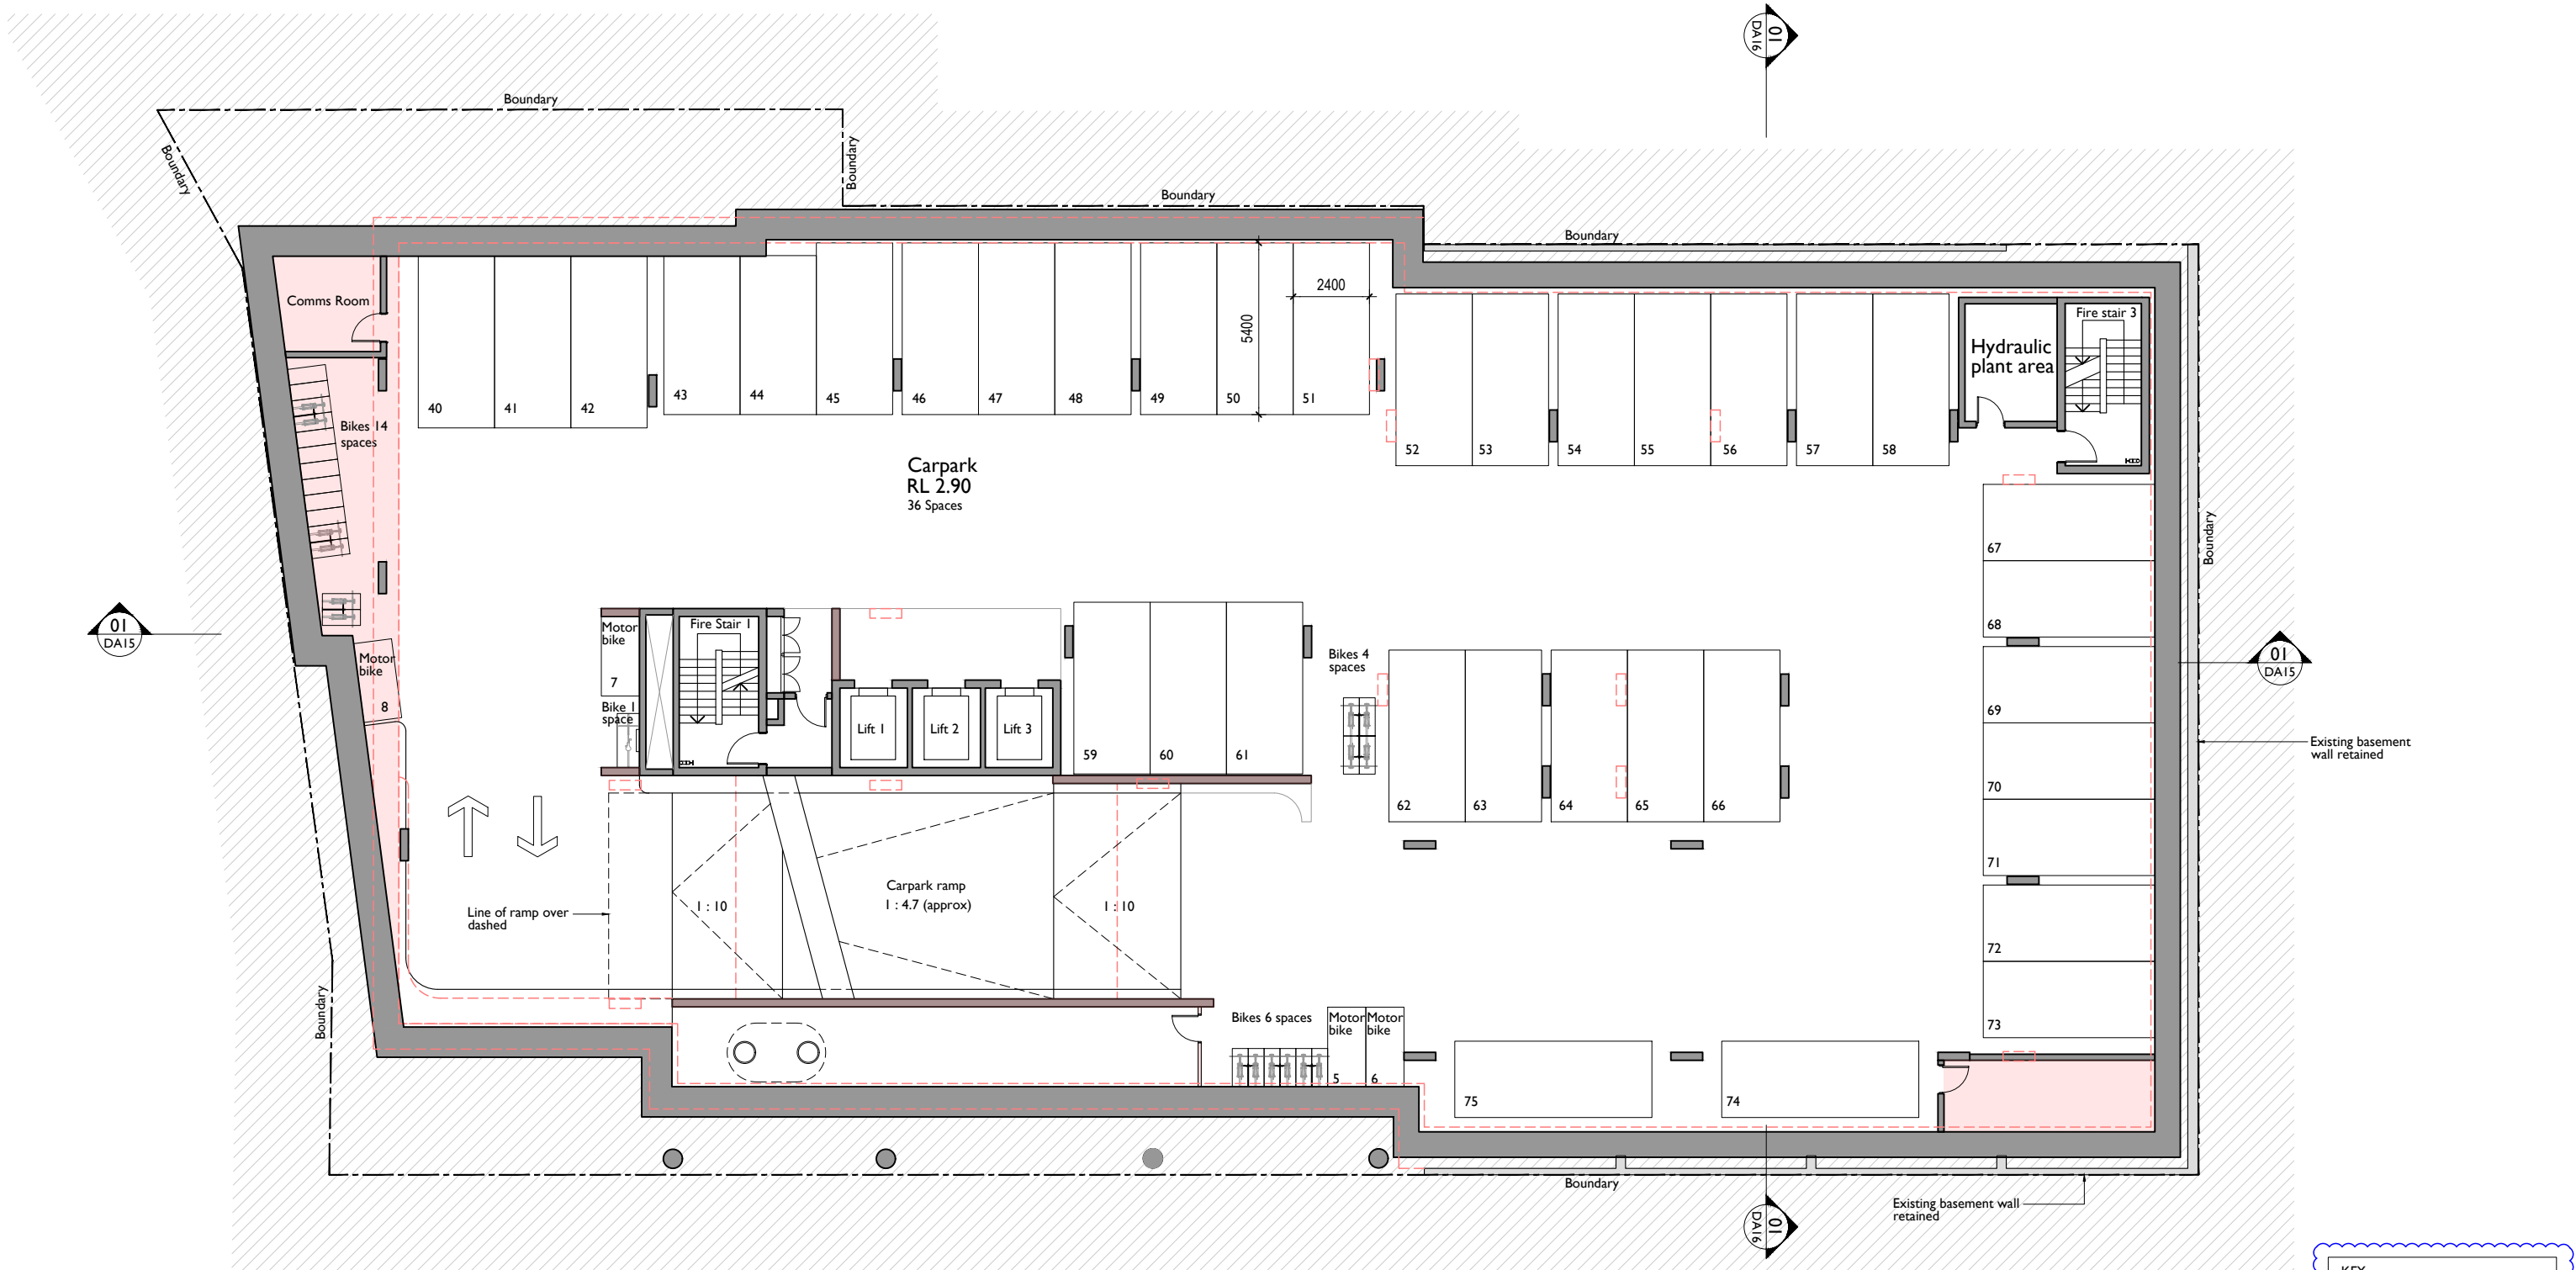 01
DA16
Boundary
Boundary
Boundary
Boundary
Boundary
Comms Room
2400
5400
Fire stair 3
Hydraulic
plant area
40
41
42
43
44
45
46
47
48
49
50
51
52
53
54
55
56
57
58
Bikes 14
spaces
Carpark
RL 2.90
36 Spaces
Boundary
67
68
69
70
71
72
73
01
DA15
Motor
bike
8
Motor
bike
7
Bike 1
space
Fire Stair 1
Lift 1
Lift 2
Lift 3
59
60
61
Bikes 4
spaces
62
63
64
65
66
01
DA15
Existing basement
wall retained
Line of ramp over
dashed
1 : 10
Carpark ramp
1 : 4.7 (approx)
1 : 10
Boundary
Bikes 6 spaces
Motor
bike
5
Motor
bike
6
75
74
Boundary
Existing basement wall
retained
01
DA16
KEY